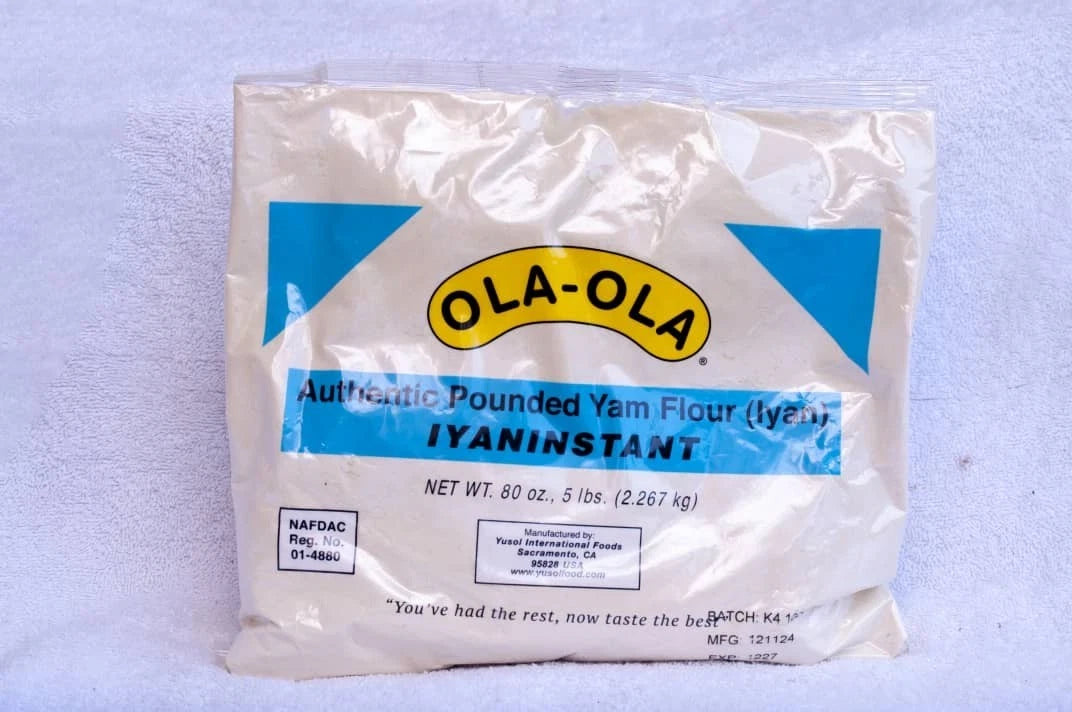 OLA-OLA
®
Authentic Pounded Yam Flour (Iyan)
IYANINSTANT
NET WT. 80 oz., 5 lbs. (2.267 kg)
NAFDAC
Reg. No.
01-4880
Manufactured by:
Yusol International Foods
Sacramento, CA
95828 USA
www.yusolfood.com
"You've had the rest, now taste the best"
BATCH: K4
MFG: 121124
EXP: 1227